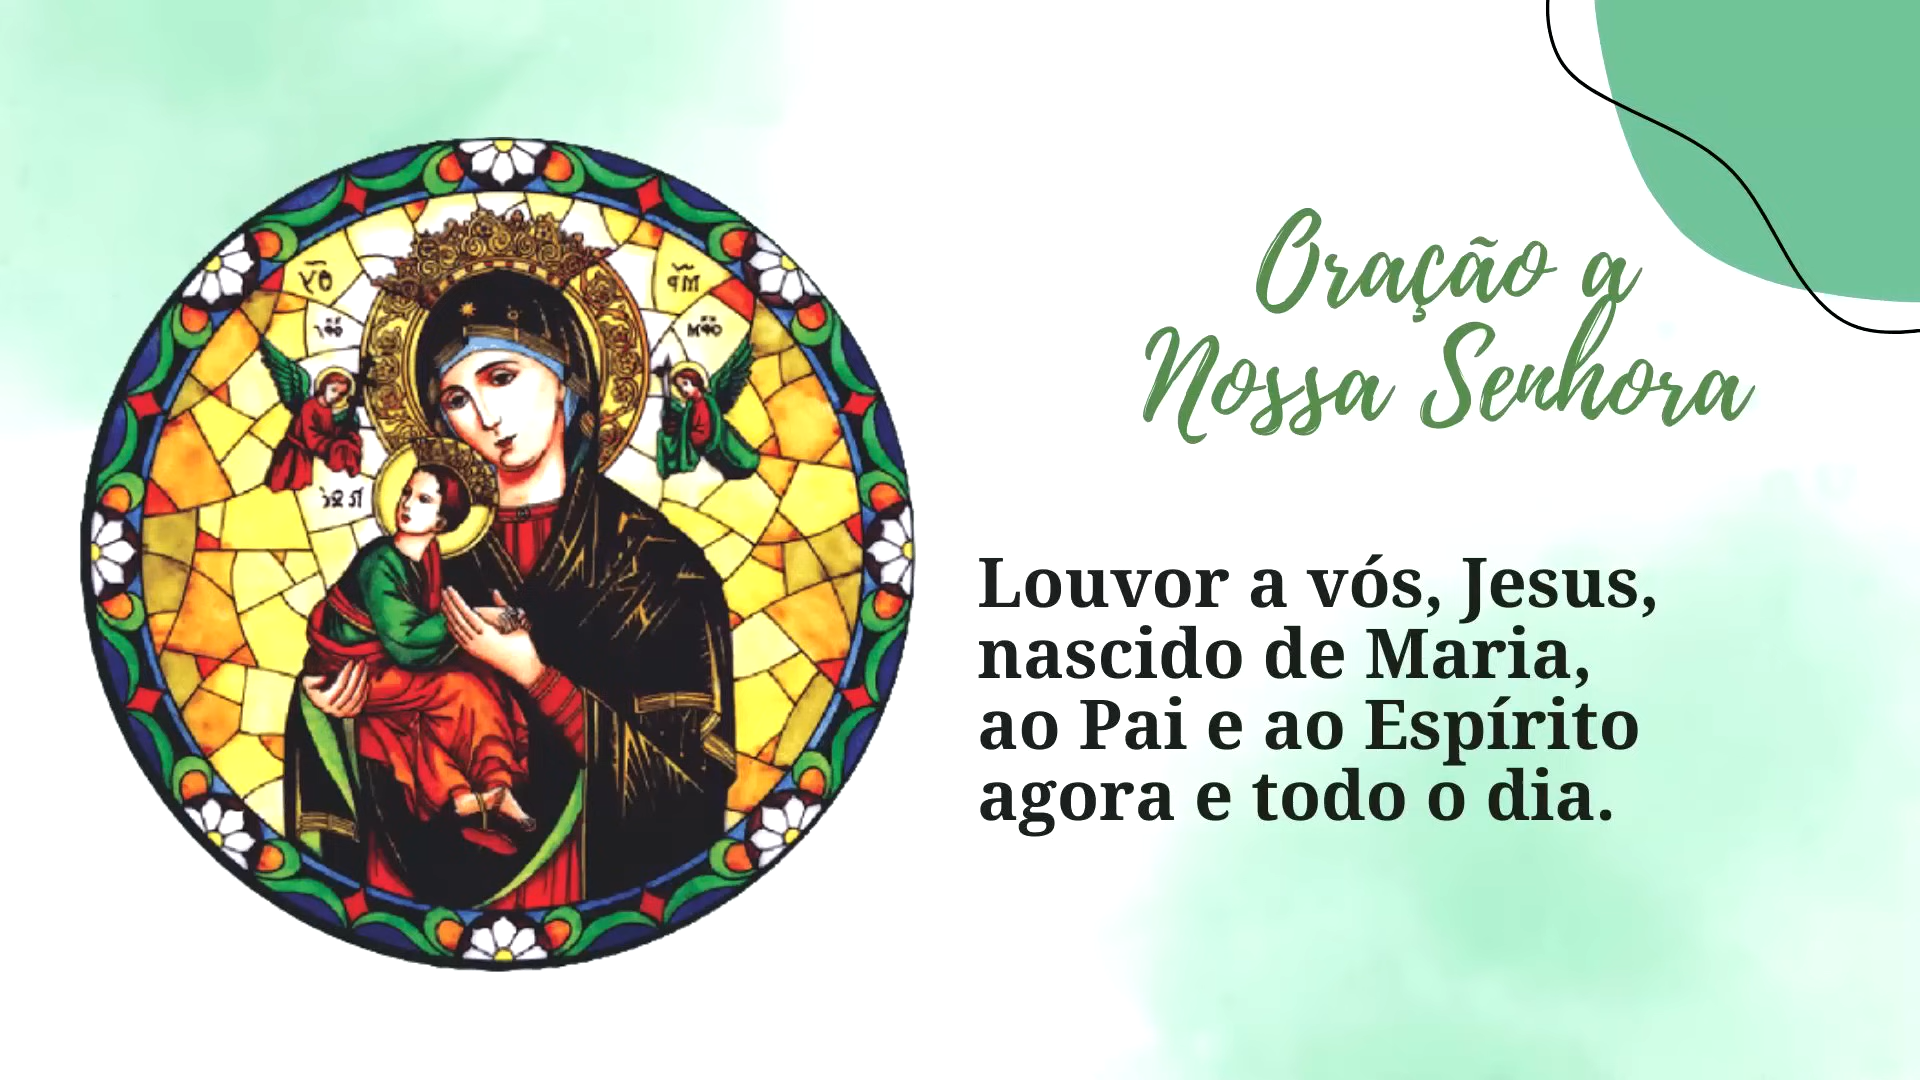 Oração a
Nossa Senhora
Louvor a vós, Jesus,
nascido de Maria,
ao Pai e ao Espírito
agora e todo o dia.